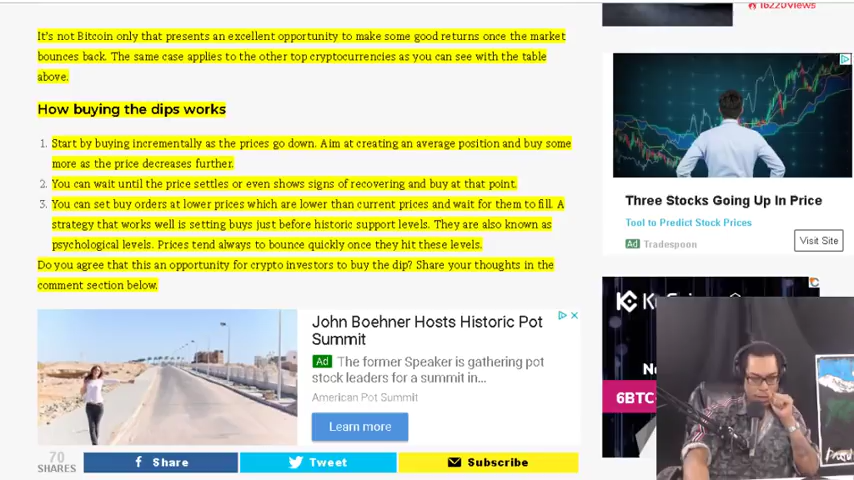 16220Views
It's not Bitcoin only that presents an excellent opportunity to make some good returns once the market
bounces back. The same case applies to the other top cryptocurrencies as you can see with the table
above.
How buying the dips works
1. Start by buying incrementally as the prices go down. Aim at creating an average position and buy some
more as the price decreases further.
2. You can wait until the price settles or even shows signs of recovering and buy at that point.
3. You can set buy orders at lower prices which are lower than current prices and wait for them to fill. A
strategy that works well is setting buys just before historic support levels. They are also known as
psychological levels. Prices tend always to bounce quickly once they hit these levels.
Do you agree that this an opportunity for crypto investors to buy the dip? Share your thoughts in the
comment section below.
John Boehner Hosts Historic Pot
Summit
Ad The former Speaker is gathering pot
stock leaders for a summit in...
American Pot Summit
Learn more
70
SHARES
Share
Tweet
Subscribe
Three Stocks Going Up In Price
Tool to Predict Stock Prices
Ad Tradespoon
Visit Site
6BTC